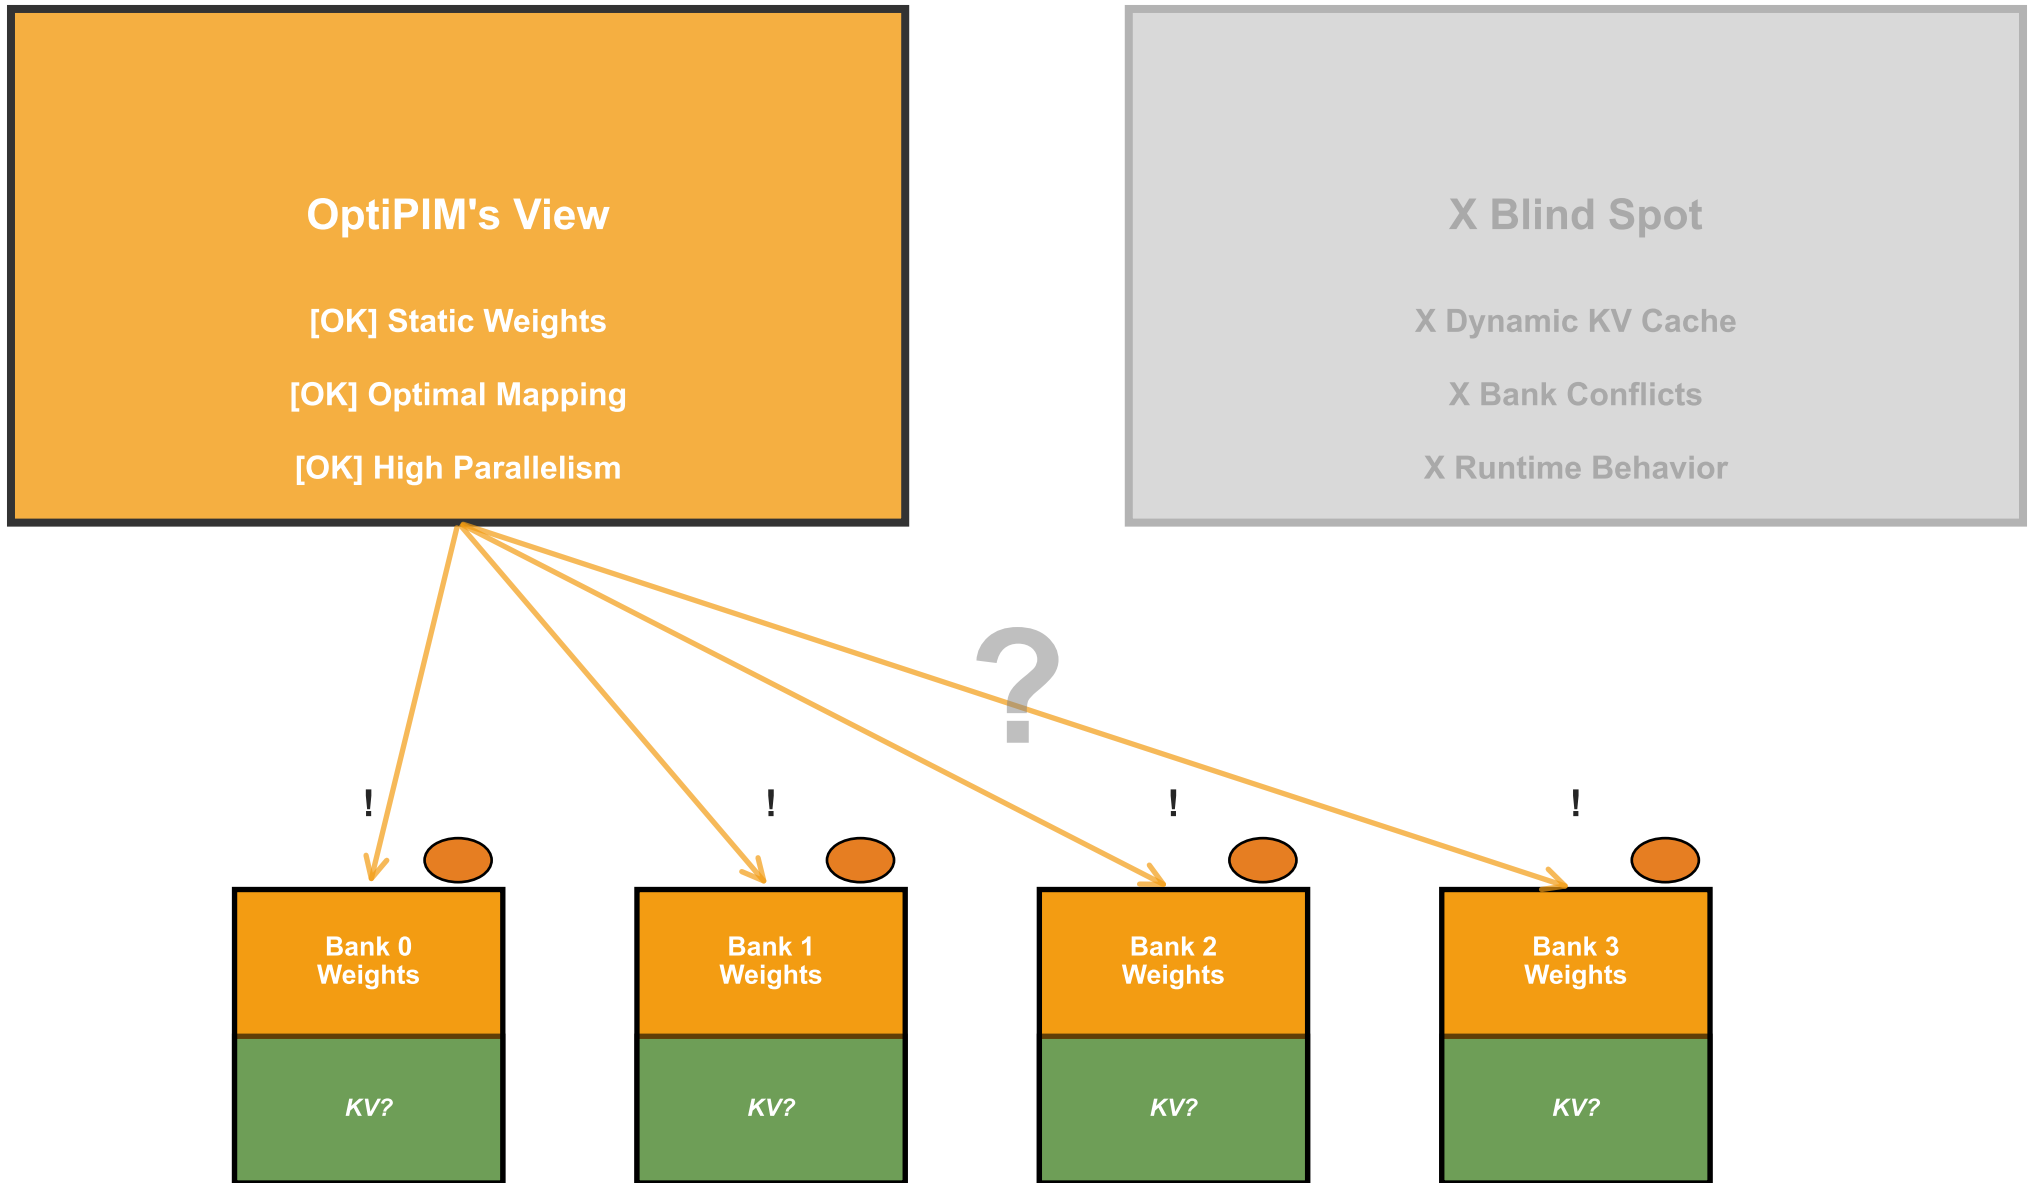 OptiPIM's View
[OK] Static Weights
[OK] Optimal Mapping
[OK] High Parallelism
X Blind Spot
X Dynamic KV Cache
X Bank Conflicts
X Runtime Behavior
?
!
!
!
!
Bank 0
Weights
KV?
Bank 1
Weights
KV?
Bank 2
Weights
KV?
Bank 3
Weights
KV?